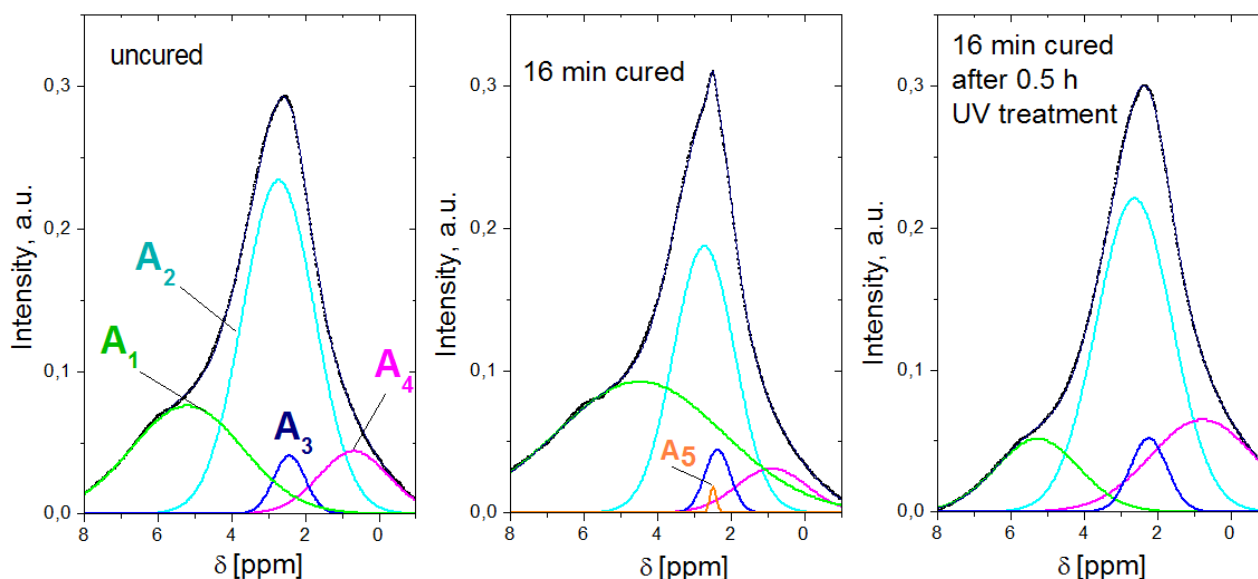 uncured
Intensity, a.u.
0,3
0,2
0,1
0,0
A2
A1
A3
A4
8 6 4 2 0
δ [ppm]
16 min cured
Intensity, a.u.
0,3
0,2
0,1
0,0
A5
8 6 4 2 0
δ [ppm]
16 min cured
after 0.5 h
UV treatment
Intensity, a.u.
0,3
0,2
0,1
0,0
8 6 4 2 0
δ [ppm]